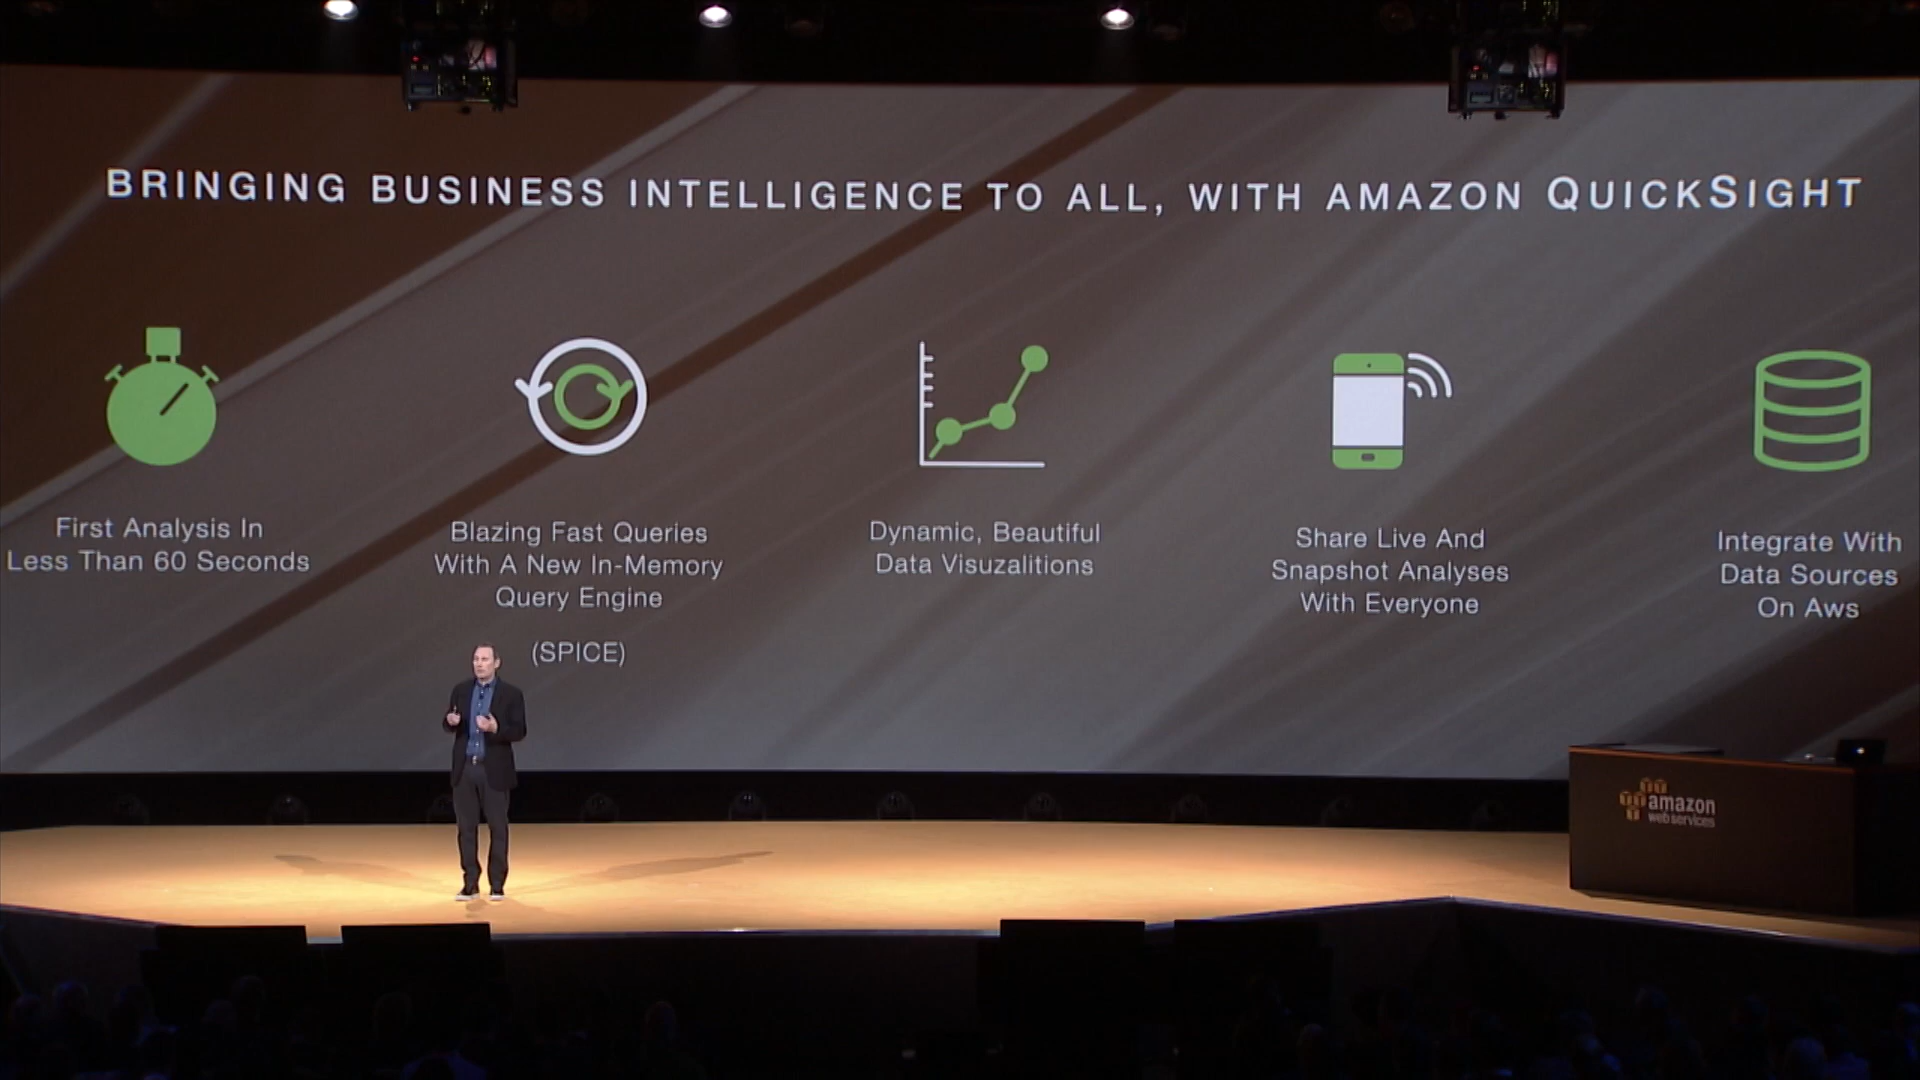 BRINGING BUSINESS INTELLIGENCE TO ALL, WITH AMAZON QUICKSIGHT
First Analysis In
Less Than 60 Seconds
Blazing Fast Queries
With A New In-Memory
Query Engine
(SPICE)
Dynamic, Beautiful
Data Visuzalitions
Share Live And
Snapshot Analyses
With Everyone
Integrate With
Data Sources
On Aws
amazon
web services